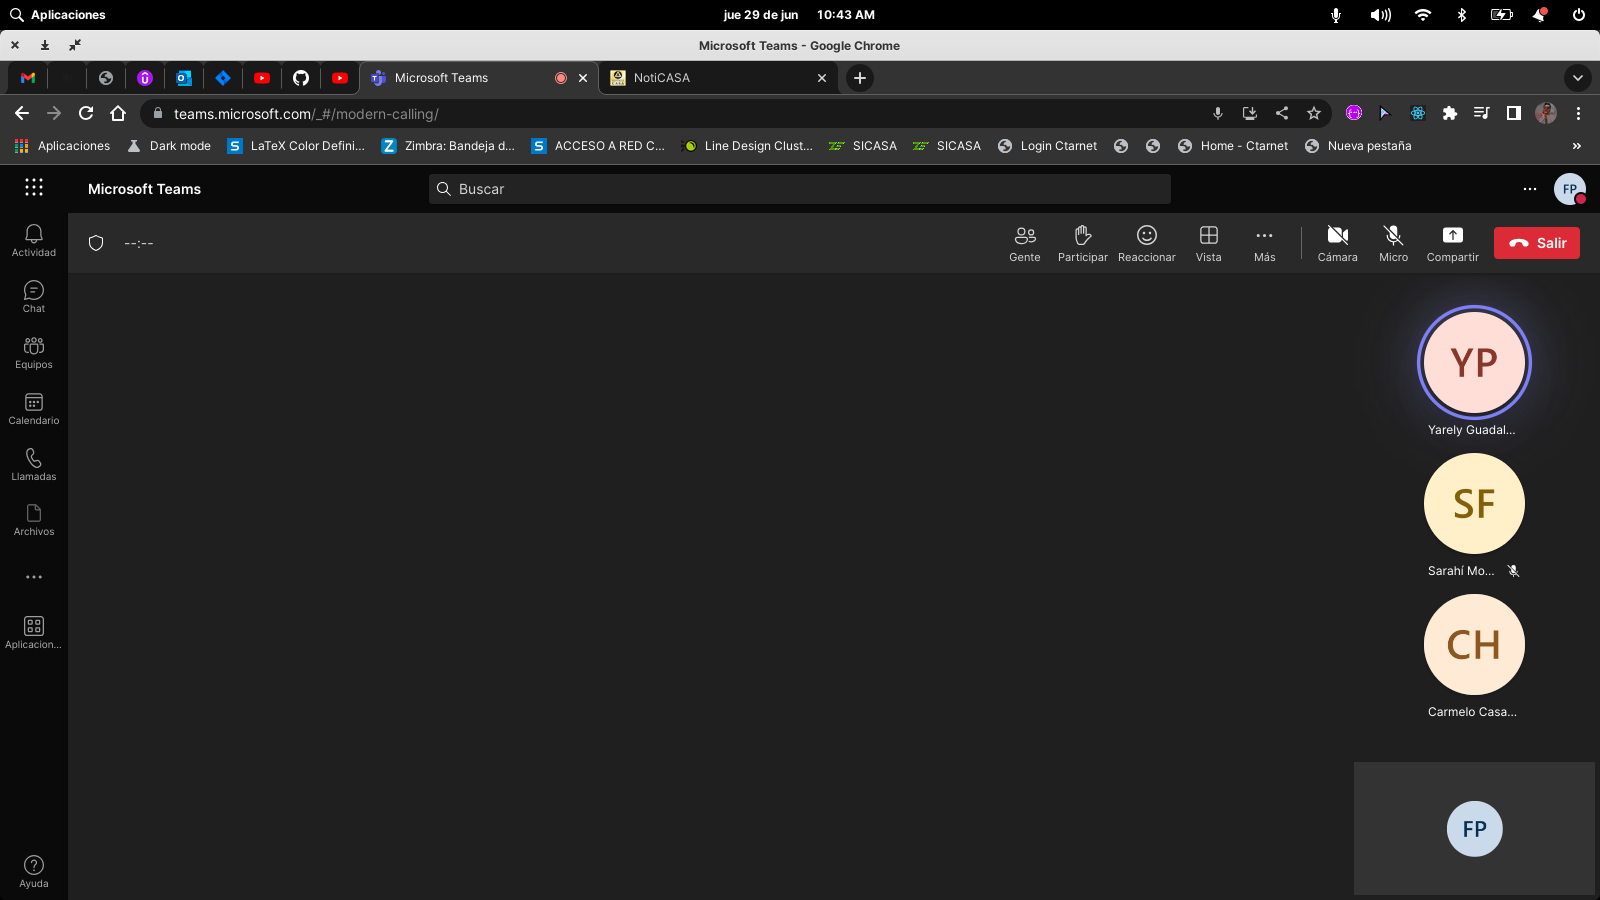 Aplicaciones
jue 29 de jun 10:43 AM
Microsoft Teams - Google Chrome
Microsoft Teams
NotiCASA
teams.microsoft.com/_#/modern-calling/
Aplicaciones
Dark mode
LaTeX Color Defini...
Zimbra: Bandeja d...
ACCESO A RED C...
Line Design Clust...
SICASA
SICASA
Login Ctarnet
Home - Ctarnet
Nueva pestaña
»
Microsoft Teams
Buscar
FP
Actividad
Chat
Equipos
Calendario
Llamadas
Archivos
Aplicacion...
Ayuda
--:--
Gente
Participar
Reaccionar
Vista
Más
Cámara
Micro
Compartir
Salir
YP
Yarely Guadal...
SF
Sarahí Mo...
CH
Carmelo Casa...
FP